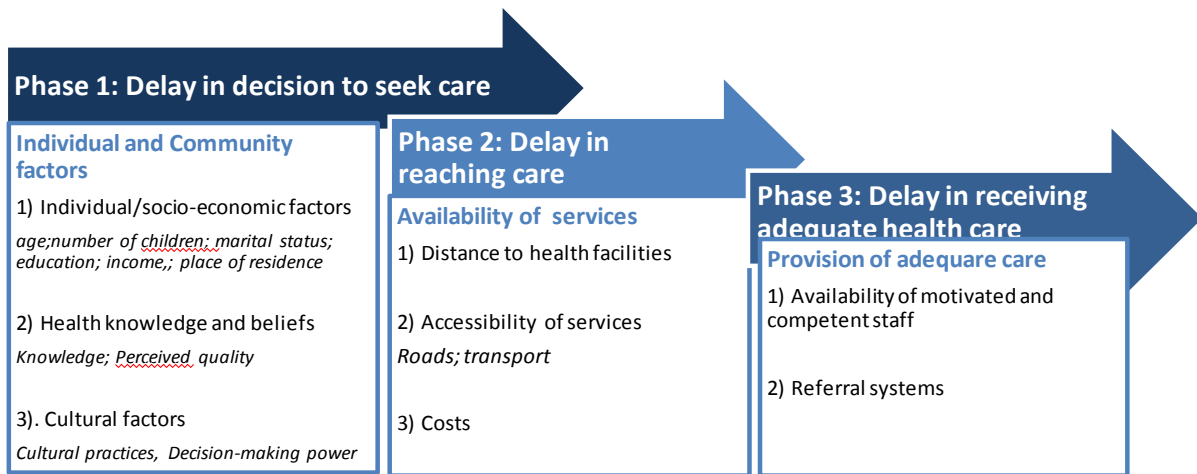 Phase 1: Delay in decision to seek care
Individual and Community
factors
1) Individual/socio-economic factors
age;number of children; marital status;
education; income,; place of residence
2) Health knowledge and beliefs
Knowledge; Perceived quality
3). Cultural factors
Cultural practices, Decision-making power
Phase 2: Delay in
reaching care
Availability of services
1) Distance to health facilities
2) Accessibility of services
Roads; transport
3) Costs
Phase 3: Delay in receiving
adequate health care
Provision of adequare care
1) Availability of motivated and
competent staff
2) Referral systems